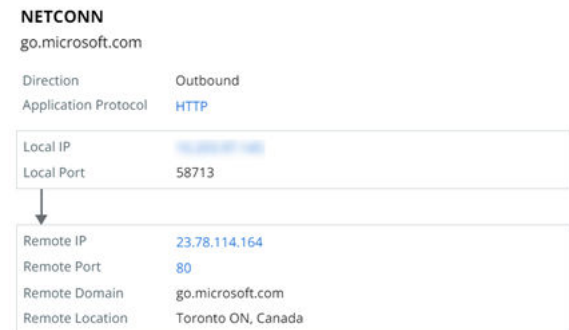 NETCONN
go.microsoft.com
Direction Outbound
Application Protocol HTTP
Local IP
Local Port 58713
Remote IP 23.78.114.164
Remote Port 80
Remote Domain go.microsoft.com
Remote Location Toronto ON, Canada